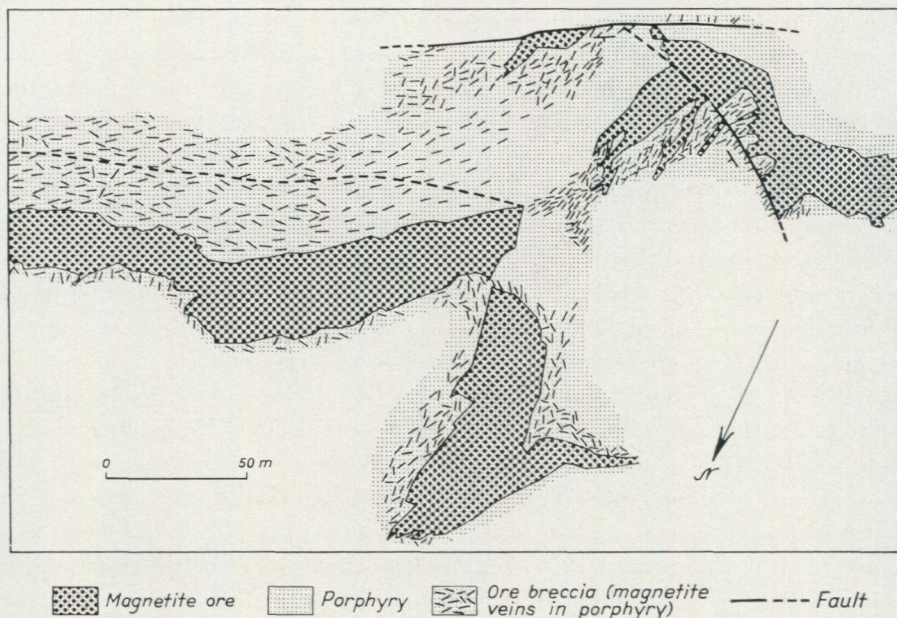 0 50 m
N
Magnetite ore
Porphyry
Ore breccia (magnetite
veins in porphyry)
Fault